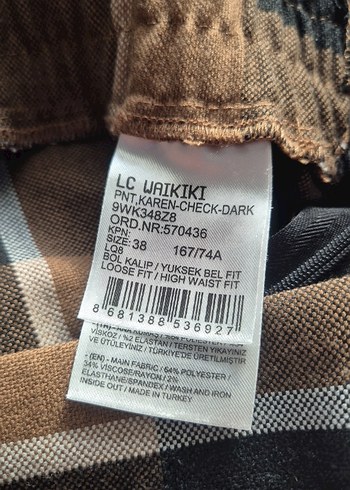 LC WAIKIKI
PNT,KAREN-CHECK-DARK
9WK348Z8
ORD.NR:570436
KPN:
SIZE: 38 167/74A
LQ8
BOL KALIP / YUKSEK BEL FIT
LOOSE FIT / HIGH WAIST FIT
8 681388 536927
VİSKOZ / %2 ELASTAN / TERSTEN YIKAYINIZ
VE ÜTÜLEYİNİZ / TÜRKİYE'DE ÜRETİLMİŞTİR
- (EN) - MAIN FABRIC / 64% POLYESTER /
34% VISCOSE/RAYON / 2%
ELASTHANE/SPANDEX / WASH AND IRON
INSIDE OUT / MADE IN TURKEY